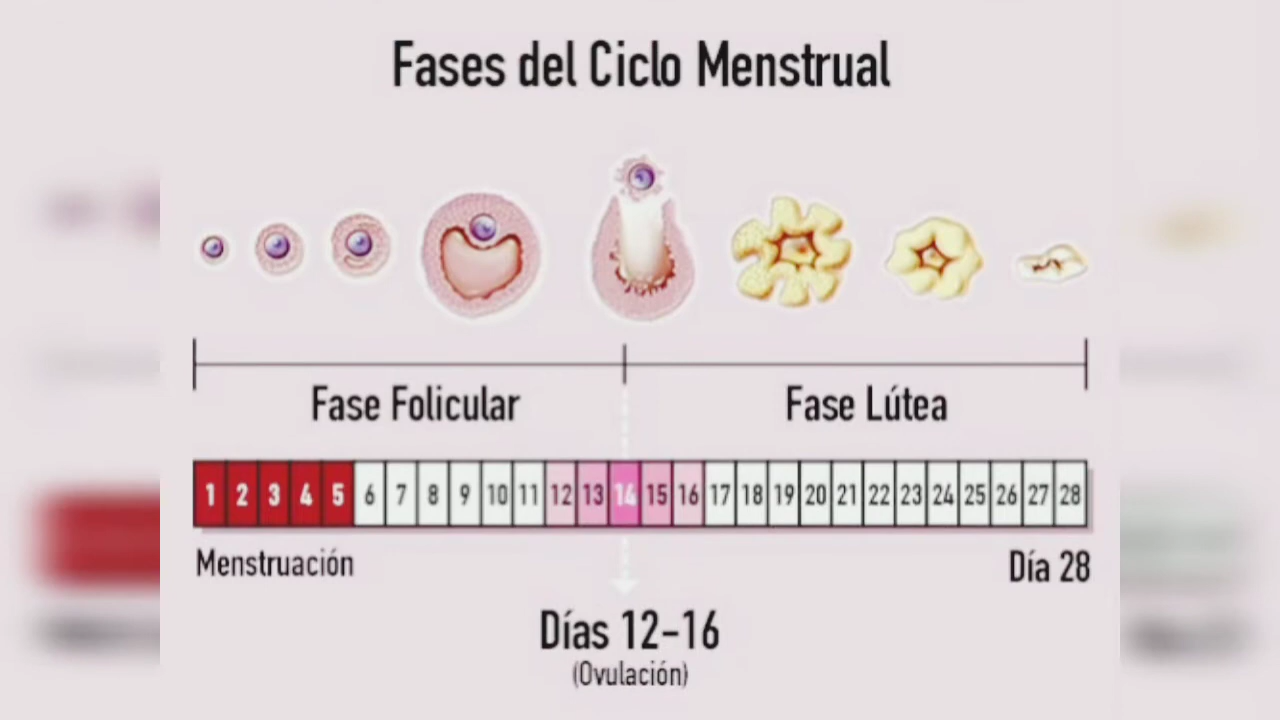 Fases del Ciclo Menstrual
Fase Folicular
Fase Lútea
1 2 3 4 5 6 7 8 9 10 11 12 13 14 15 16 17 18 19 20 21 22 23 24 25 26 27 28
Menstruación
Día 28
Días 12-16
(Ovulación)